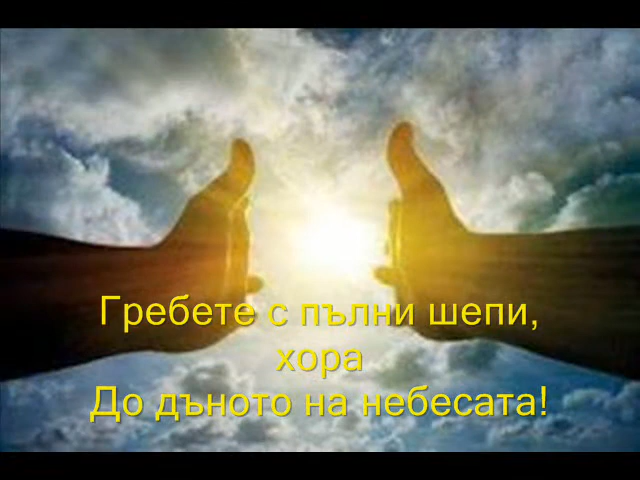 Гребете с пълни шепи,
хора
До дъното на небесата!